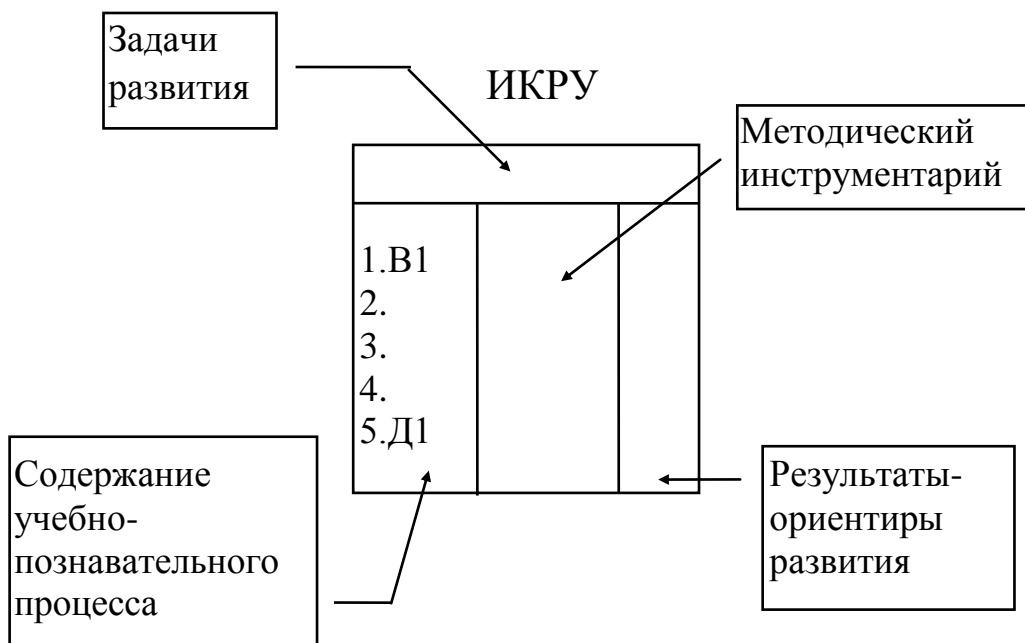 Задачи
развития
ИКРУ
Методический
инструментарий
1.В1
2.
3.
4.
5.Д1
Содержание
учебно-
познавательного
процесса
Результаты-
ориентиры
развития